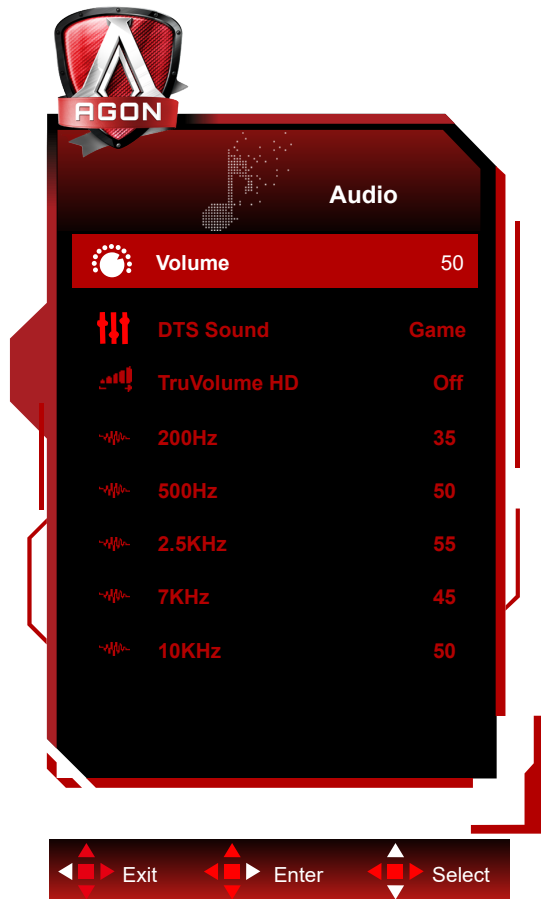 AGON
Audio
Volume 50
DTS Sound Game
TruVolume HD Off
200Hz 35
500Hz 50
2.5KHz 55
7KHz 45
10KHz 50
Exit Enter Select